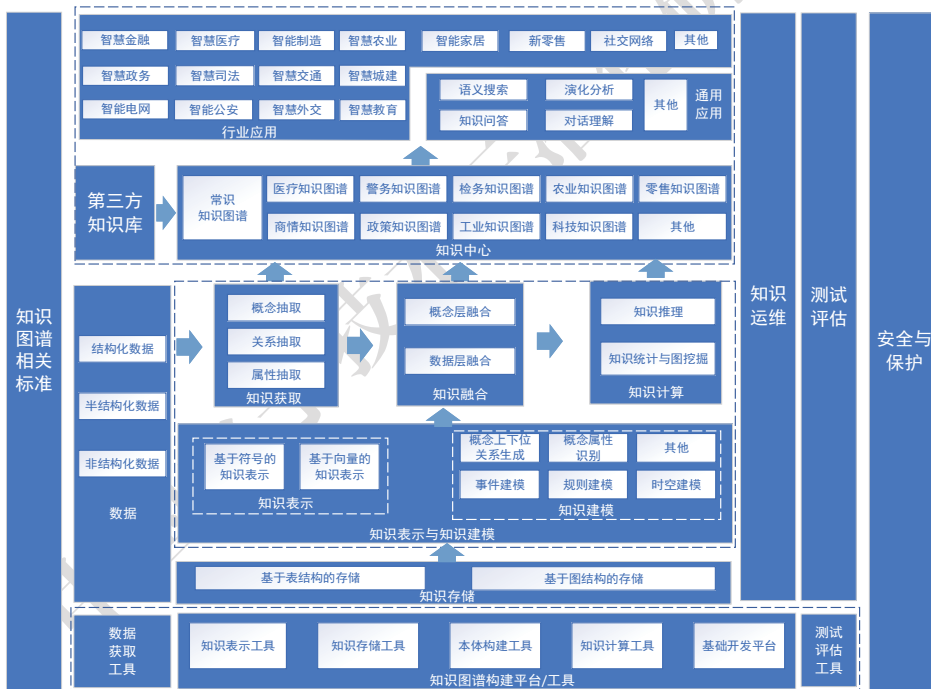 智慧金融 智慧医疗 智能制造 智慧农业 智能家居 新零售 社交网络 其他
智慧政务 智慧司法 智慧交通 智慧城建
智能电网 智能公安 智慧外交 智慧教育
行业应用
语义搜索 演化分析
知识问答 对话理解
其他
通用
应用
第三方
知识库
常识
知识图谱
医疗知识图谱 警务知识图谱 检务知识图谱 农业知识图谱 零售知识图谱
商情知识图谱 政策知识图谱 工业知识图谱 科技知识图谱 其他
知识中心
知识
图谱
相关
标准
结构化数据
半结构化数据
非结构化数据
数据
概念抽取
关系抽取
属性抽取
知识获取
概念层融合
数据层融合
知识融合
知识推理
知识统计与图挖掘
知识计算
基于符号的
知识表示
基于向量的
知识表示
知识表示
概念上下位
关系生成
概念属性
识别
其他
事件建模 规则建模 时空建模
知识建模
知识表示与知识建模
基于表结构的存储 基于图结构的存储
知识存储
知识
运维
测试
评估
安全与
保护
数据
获取
工具
知识表示工具 知识存储工具 本体构建工具 知识计算工具 基础开发平台
知识图谱构建平台/工具
测试
评估
工具